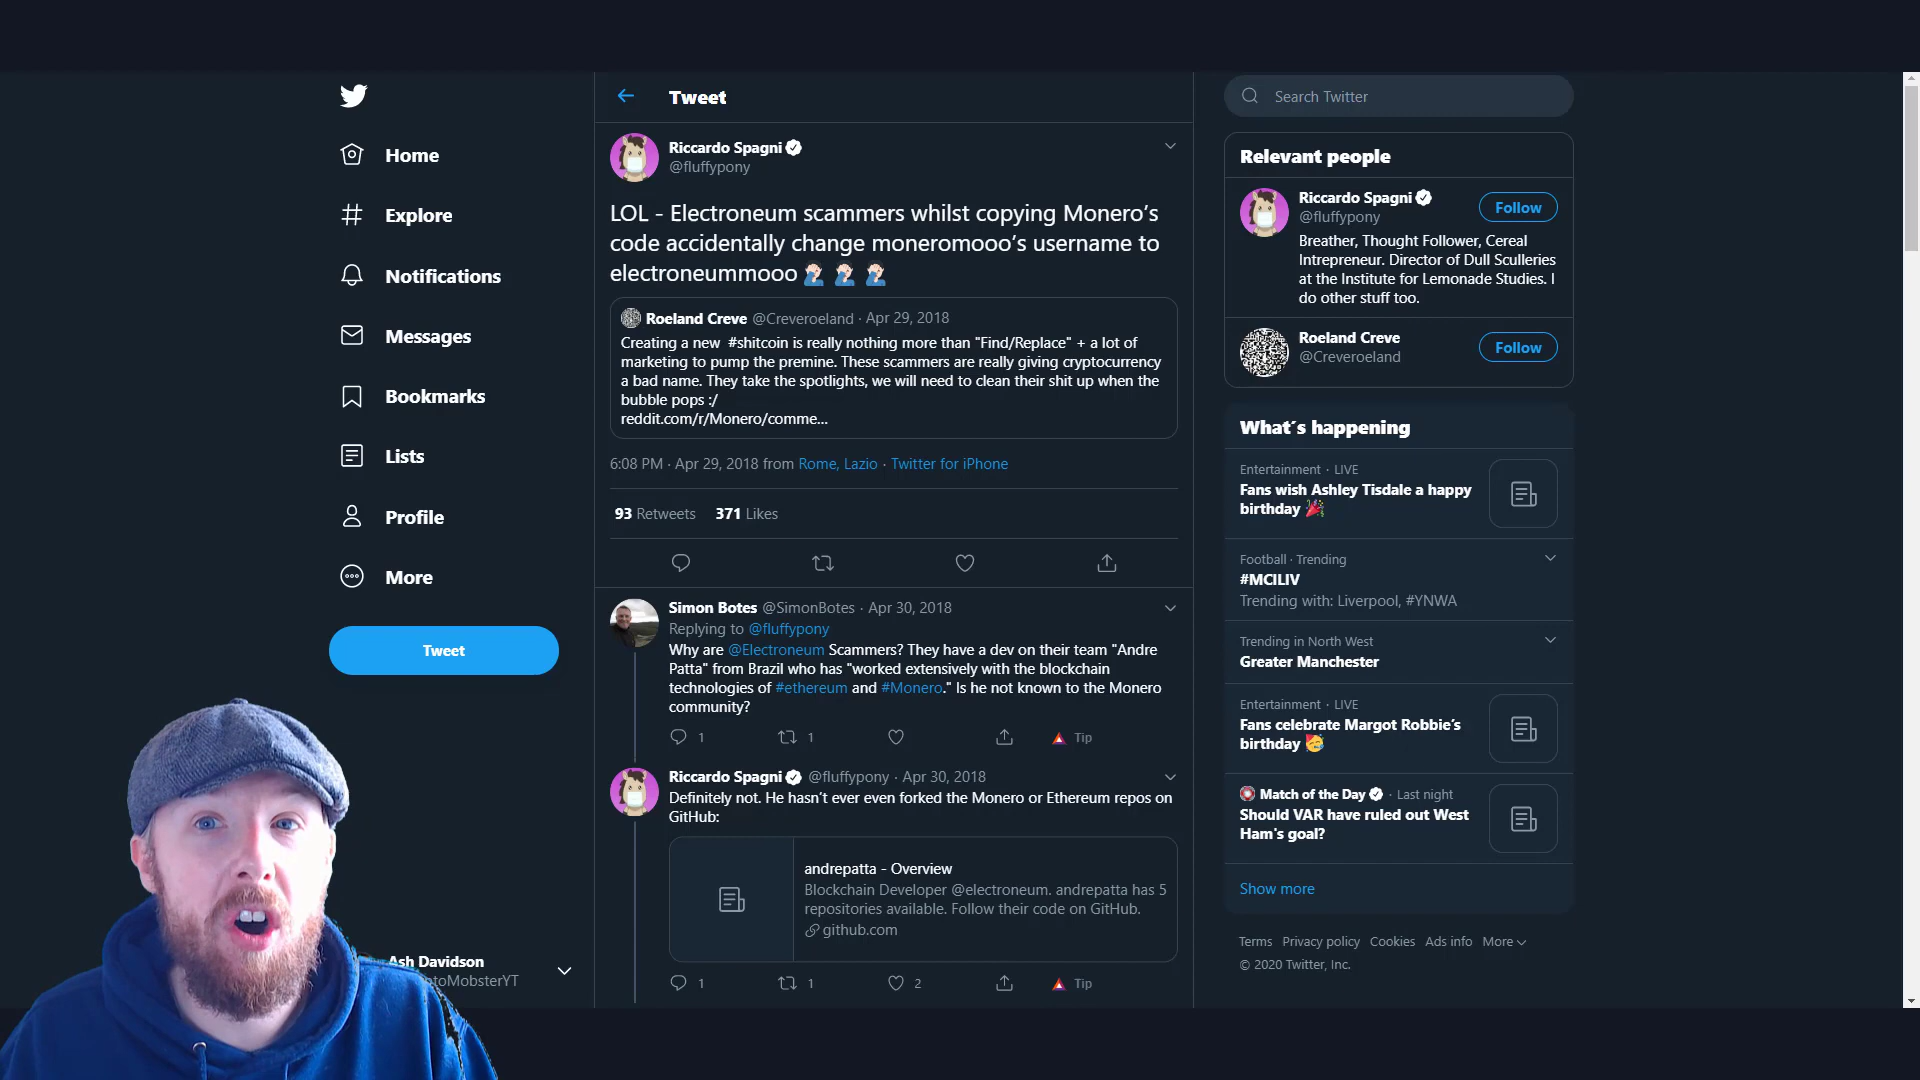 Home
Explore
Notifications
Messages
Bookmarks
Lists
Profile
More
Tweet
Ash Davidson
toMobsterYT
Tweet
Riccardo Spagni
@fluffypony
LOL - Electroneum scammers whilst copying Monero’s
code accidentally change moneromooo’s username to
electroneummooo 🤦🏻‍♂️ 🤦🏻‍♂️ 🤦🏻‍♂️
Roeland Creve @Creveroeland · Apr 29, 2018
Creating a new #shitcoin is really nothing more than "Find/Replace" + a lot of
marketing to pump the premine. These scammers are really giving cryptocurrency
a bad name. They take the spotlights, we will need to clean their shit up when the
bubble pops :/
reddit.com/r/Monero/comme...
6:08 PM · Apr 29, 2018 from Rome, Lazio · Twitter for iPhone
93 Retweets 371 Likes
Simon Botes @SimonBotes · Apr 30, 2018
Replying to @fluffypony
Why are @Electroneum Scammers? They have a dev on their team "Andre
Patta" from Brazil who has "worked extensively with the blockchain
technologies of #ethereum and #Monero." Is he not known to the Monero
community?
1 1 Tip
Riccardo Spagni @fluffypony · Apr 30, 2018
Definitely not. He hasn’t ever even forked the Monero or Ethereum repos on
GitHub:
andrepatta - Overview
Blockchain Developer @electroneum. andrepatta has 5
repositories available. Follow their code on GitHub.
github.com
1 1 2 Tip
Search Twitter
Relevant people
Riccardo Spagni
@fluffypony
Follow
Breather, Thought Follower, Cereal
Intrepreneur. Director of Dull Sculleries
at the Institute for Lemonade Studies. I
do other stuff too.
Roeland Creve
@Creveroeland
Follow
What’s happening
Entertainment · LIVE
Fans wish Ashley Tisdale a happy
birthday 🎉
Football · Trending
#MCILIV
Trending with: Liverpool, #YNWA
Trending in North West
Greater Manchester
Entertainment · LIVE
Fans celebrate Margot Robbie’s
birthday 🥳
Match of the Day · Last night
Should VAR have ruled out West
Ham's goal?
Show more
Terms Privacy policy Cookies Ads info More
© 2020 Twitter, Inc.